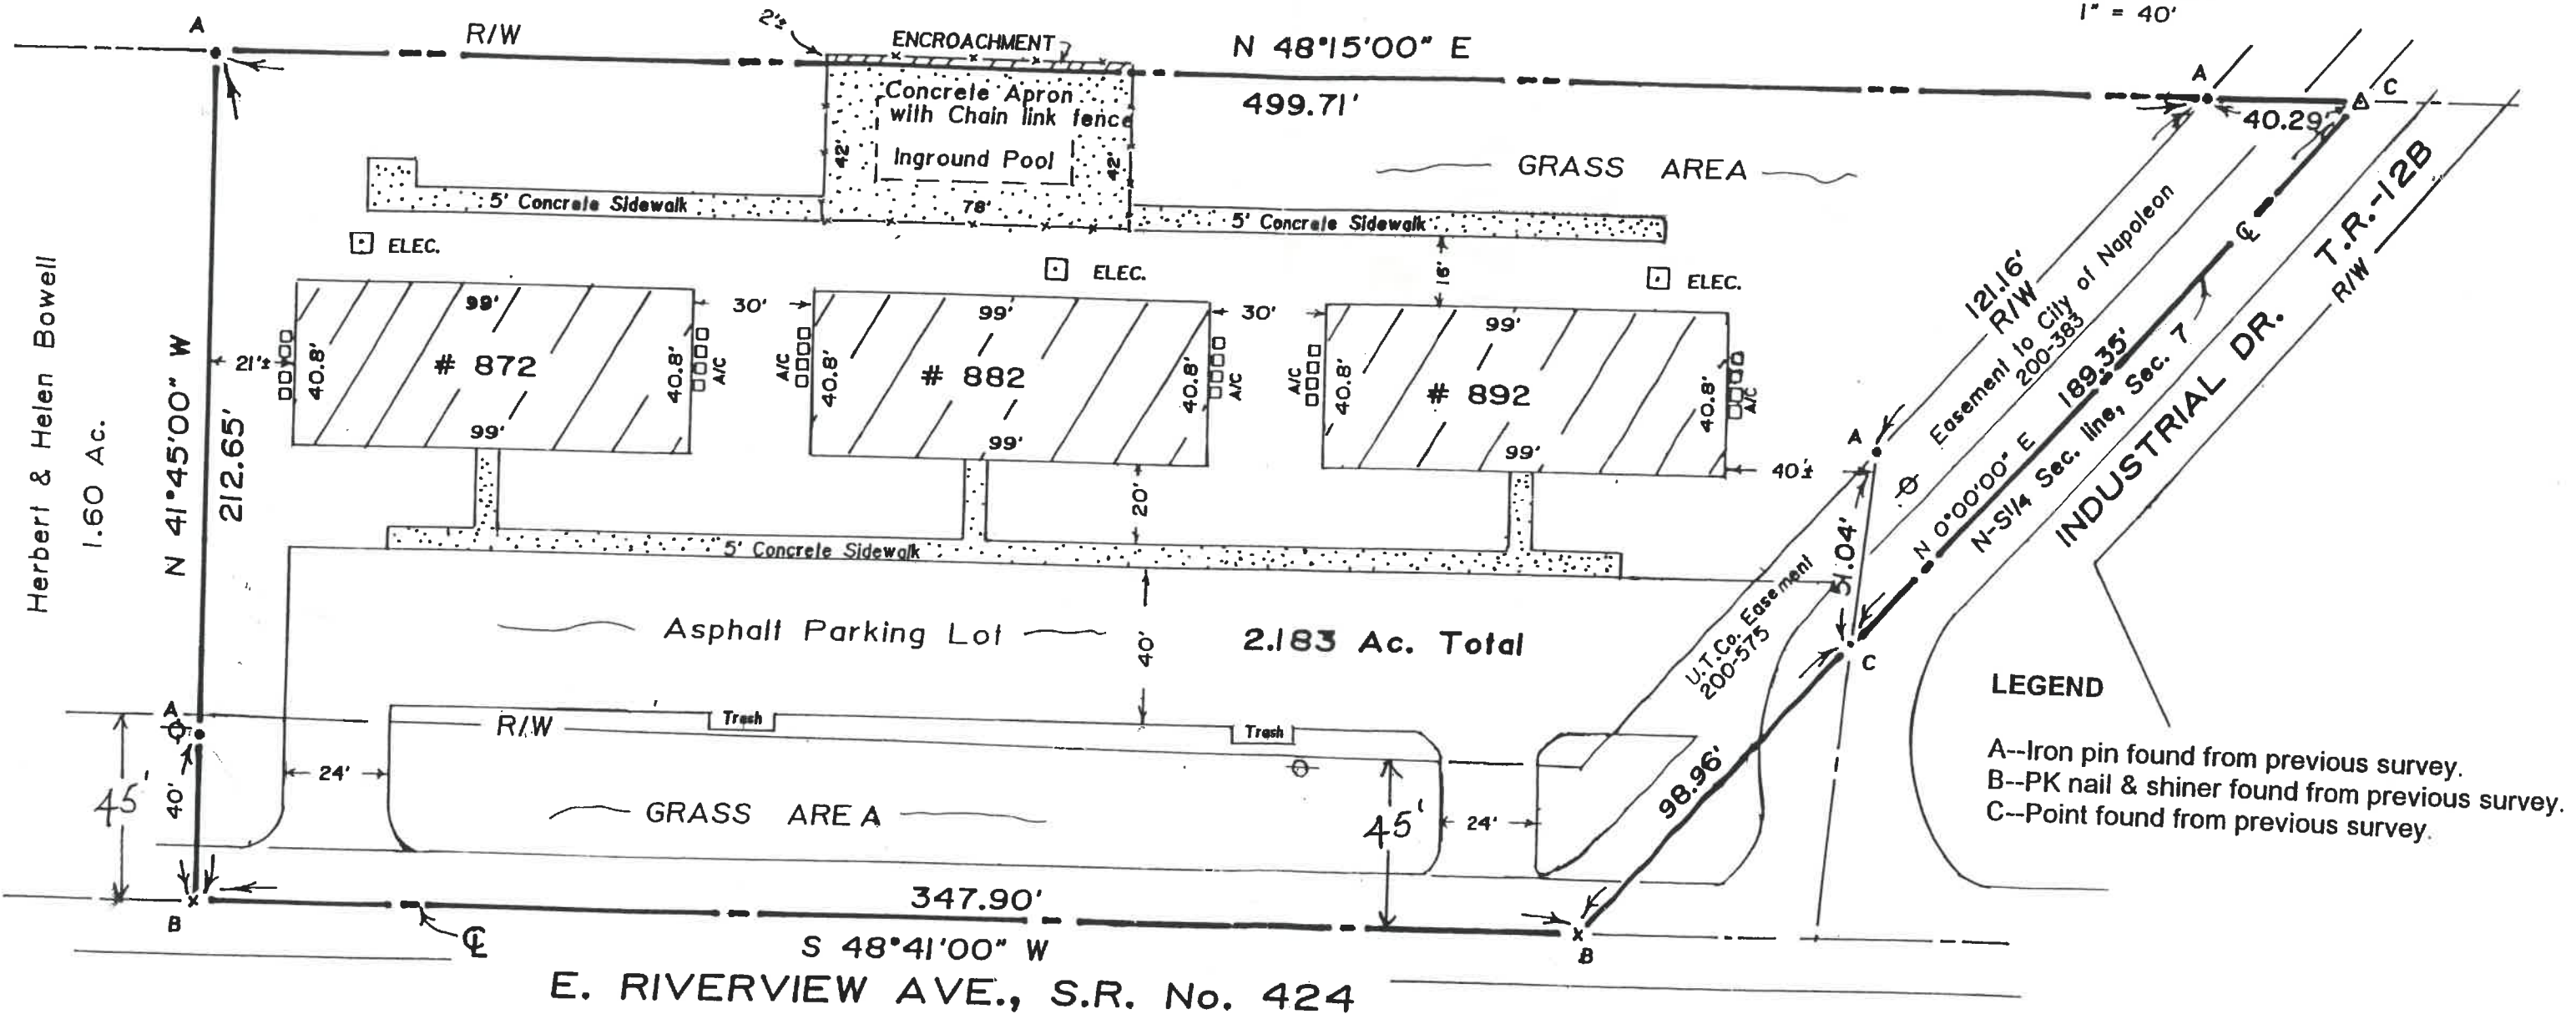 1" = 40'
A
R/W
2'±
ENCROACHMENT
N 48°15'00" E
499.71'
A
C
40.29'
Concrete Apron
with Chain link fence
Inground Pool
42'
42'
78'
GRASS AREA
5' Concrete Sidewalk
5' Concrete Sidewalk
ELEC.
ELEC.
ELEC.
16'
Herbert & Helen Bowell
1.60 Ac.
N 41°45'00" W
212.65'
21'±
99'
40.8'
# 872
40.8'
99'
A/C
30'
A/C
99'
40.8'
# 882
40.8'
99'
A/C
30'
A/C
99'
40.8'
# 892
40.8'
99'
A/C
40'±
121.16'
R/W
Easement to City of Napoleon
200-383
189.35'
N 0°00'00" E
N-S1/4 Sec. line, Sec. 7
℄
T.R.-12B
INDUSTRIAL DR.
R/W
A
51.04'
C
20'
5' Concrete Sidewalk
U.T.Co. Easement
200-575
Asphalt Parking Lot
40'
2.183 Ac. Total
A
R/W
Trash
Trash
24'
45'
40'
GRASS AREA
45'
24'
98.96'
LEGEND
A--Iron pin found from previous survey.
B--PK nail & shiner found from previous survey.
C--Point found from previous survey.
B
℄
347.90'
S 48°41'00" W
B
E. RIVERVIEW AVE., S.R. No. 424